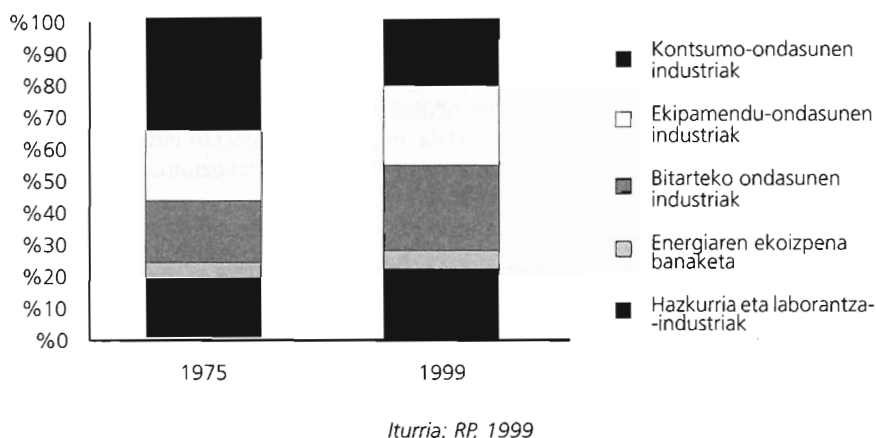 %100
%90
%80
%70
%60
%50
%40
%30
%20
%10
%0
1975
1999
Kontsumo-ondasunen
industriak
Ekipamendu-ondasunen
industriak
Bitarteko ondasunen
industriak
Energiaren ekoizpena
banaketa
Hazkurria eta laborantza-
-industriak
Iturria: RP. 1999